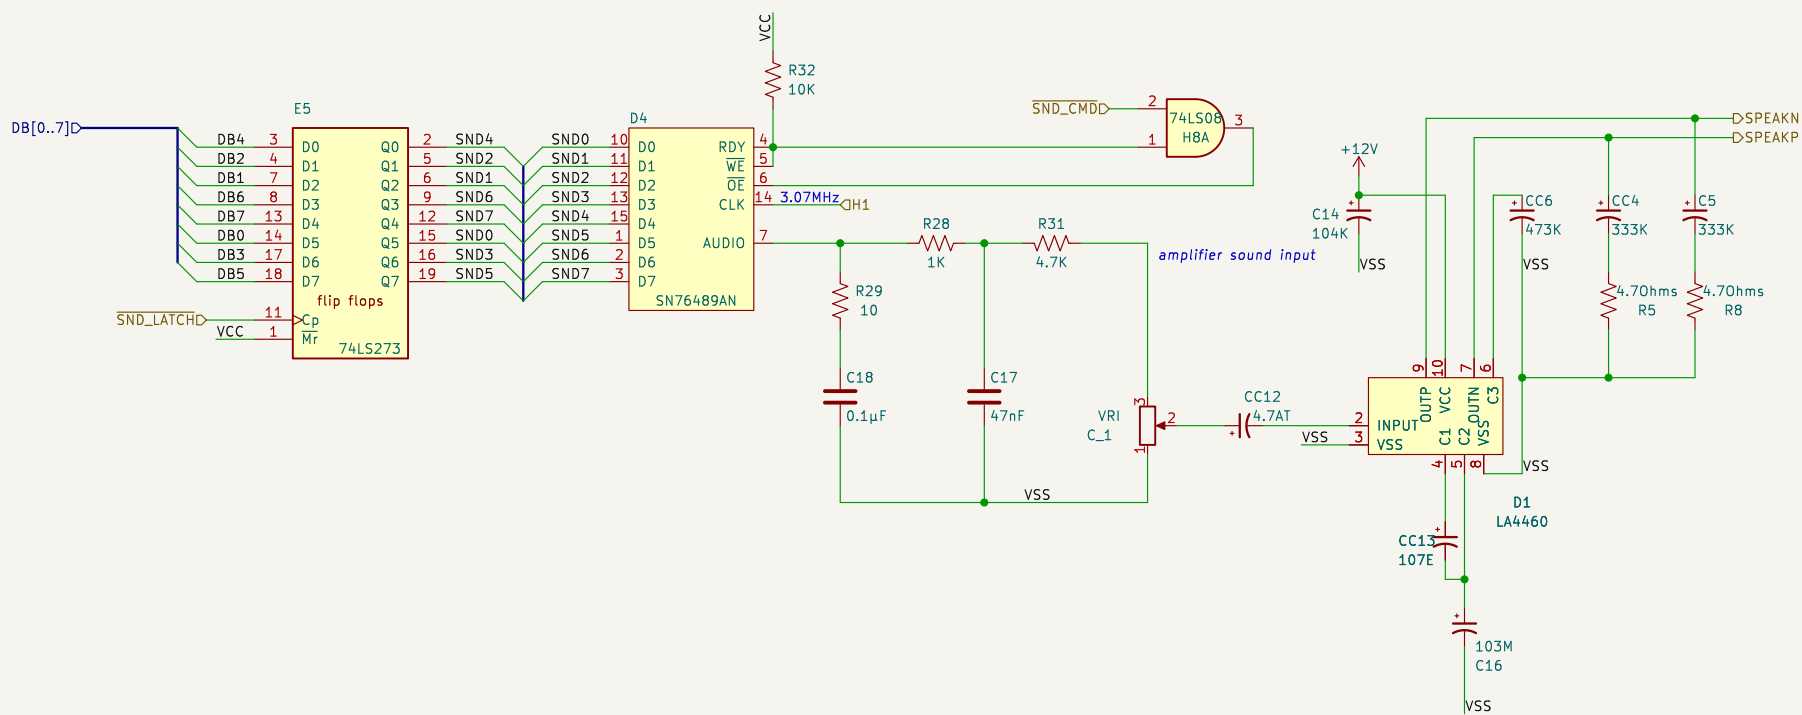 DB[0..7]
E5
DB4 3 D0 Q0 2 SND4
DB2 4 D1 Q1 5 SND2
DB1 7 D2 Q2 6 SND1
DB6 8 D3 Q3 9 SND6
DB7 13 D4 Q4 12 SND7
DB0 14 D5 Q5 15 SND0
DB3 17 D6 Q6 16 SND3
DB5 18 D7 Q7 19 SND5
flip flops
SND_LATCH 11 Cp
VCC 1 Mr
74LS273
D4
SND0 10 D0 RDY 4
SND1 11 D1 WE 5
SND2 12 D2 OE 6
SND3 13 D3 CLK 14 3.07MHz H1
SND4 15 D4
SND5 1 D5 AUDIO 7
SND6 2 D6
SND7 3 D7
SN76489AN
VCC
R32
10K
SND_CMD 2
1
74LS08
H8A
3
R28
1K
R31
4.7K
R29
10
C18
0.1µF
C17
47nF
VSS
amplifier sound input
VRI
C_1
3
2
1
CC12
4.7AT
+
+12V
+
C14
104K
VSS
+
CC6
473K
VSS
+
CC4
333K
+
C5
333K
SPEAKN
SPEAKP
4.7Ohms
R5
4.7Ohms
R8
9 10 7 6
OUTP VCC OUTN C3
2 INPUT
VSS 3 VSS
C1 C2 VSS
4 5 8
VSS
D1
LA4460
+
CC13
107E
+
103M
C16
VSS